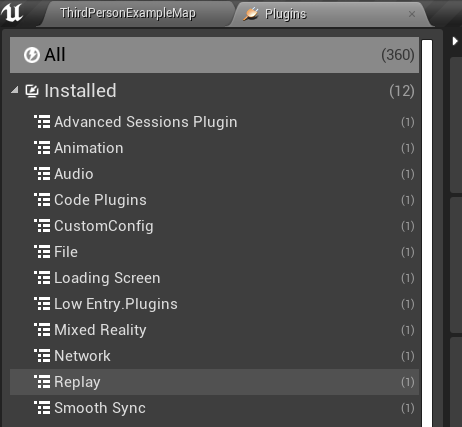 ThirdPersonExampleMap Plugins
All (360)
Installed (12)
Advanced Sessions Plugin (1)
Animation (1)
Audio (1)
Code Plugins (1)
CustomConfig (1)
File (1)
Loading Screen (1)
Low Entry.Plugins (1)
Mixed Reality (1)
Network (1)
Replay (1)
Smooth Sync (1)